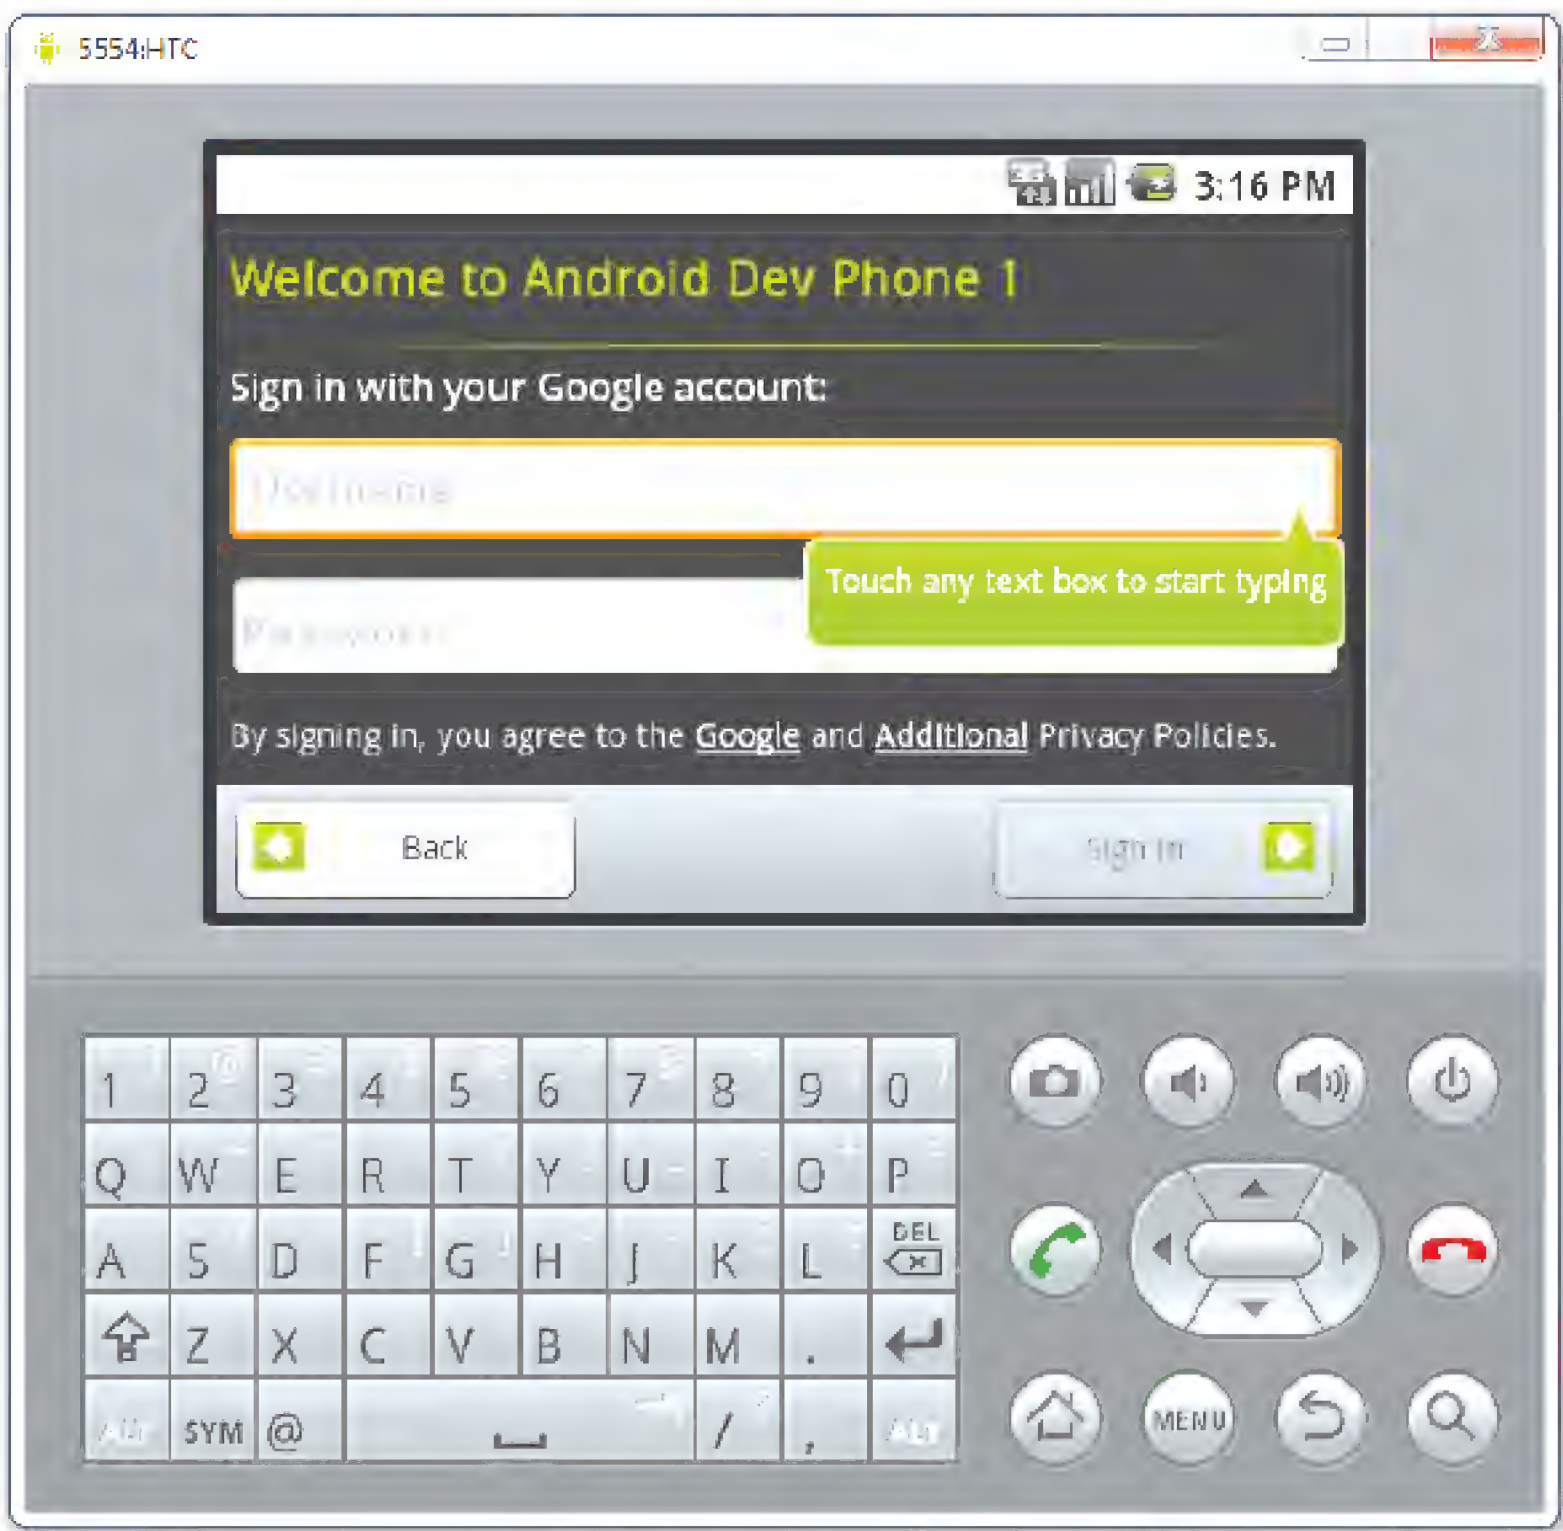 5554:HTC
3:16 PM
Welcome to Android Dev Phone 1
Sign in with your Google account:
Username
Touch any text box to start typing
Password
By signing in, you agree to the Google and Additional Privacy Policies.
Back
Sign in
1 2 @ 3 4 5 6 7 8 9 0
Q W E R T Y U I O P
A S D F G H J K L DEL
Z X C V B N M .
SYM @ / ,
MENU